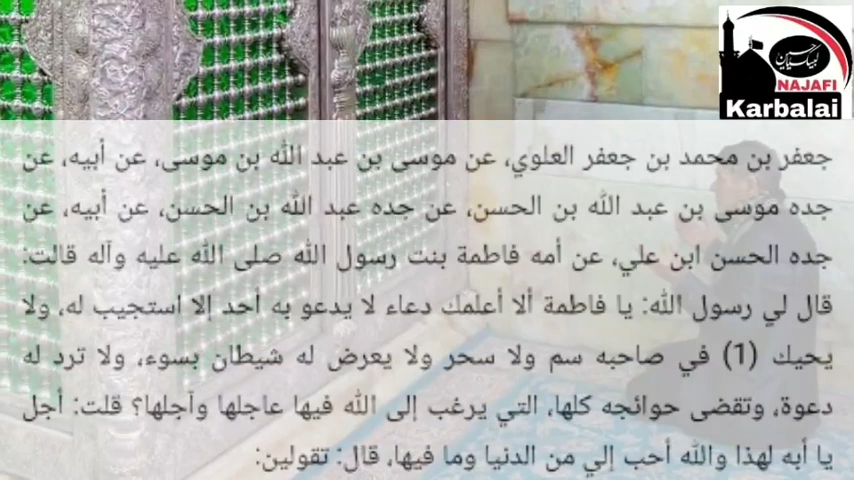 NAJAFI
Karbalai
جعفر بن محمد بن جعفر العلوي، عن موسى بن عبد الله بن موسى، عن أبيه، عن
جده موسى بن عبد الله بن الحسن، عن جده عبد الله بن الحسن، عن أبيه، عن
جده الحسن ابن علي، عن أمه فاطمة بنت رسول الله صلى الله عليه وآله قالت:
قال لي رسول الله: يا فاطمة ألا أعلمك دعاء لا يدعو به أحد إلا استجيب له، ولا
يحيك (1) في صاحبه سم ولا سحر ولا يعرض له شيطان بسوء، ولا ترد له
دعوة، وتقضى حوائجه كلها، التي يرغب إلى الله فيها عاجلها وآجلها؟ قلت: أجل
يا أبه لهذا والله أحب إلي من الدنيا وما فيها، قال: تقولين: